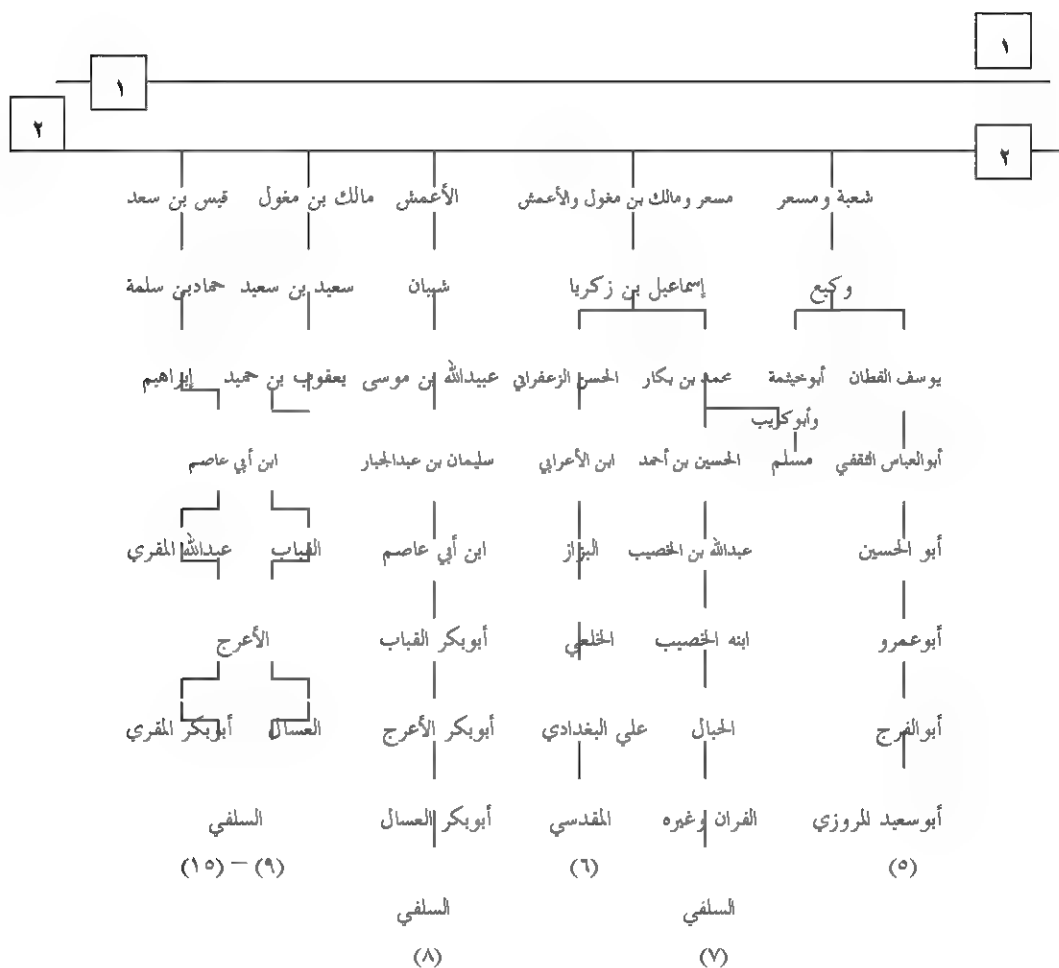 ١
١
٢
٢
شعبة ومسعر مسعر ومالك بن مغول والأعمش الأعمش مالك بن مغول قيس بن سعد
وكيع إسماعيل بن زكريا شيبان سعيد بن سعيد حماد بن سلمة
يوسف القطان أبوخيثمة محمد بن بكار الحسن الزعفراني عبيدالله بن موسى يعقوب بن حميد إبراهيم
وأبوكريب
أبوالعباس الثقفي مسلم الحسين بن أحمد ابن الأعرابي سليمان بن عبدالجبار ابن أبي عاصم
أبو الحسين عبدالله بن الخصيب البزاز ابن أبي عاصم القباب عبدالله المقري
أبوعمرو ابنه الخصيب الخلعي أبوبكر القباب الأعرج
أبوالفرج الحبال علي البغدادي أبوبكر الأعرج العسال أبوبكر المقري
أبوسعيد المروزي الفران وغيره المقدسي أبوبكر العسال السلفي
(٥) (٦) (٩) – (١٥)
السلفي السلفي
(٧) (٨)